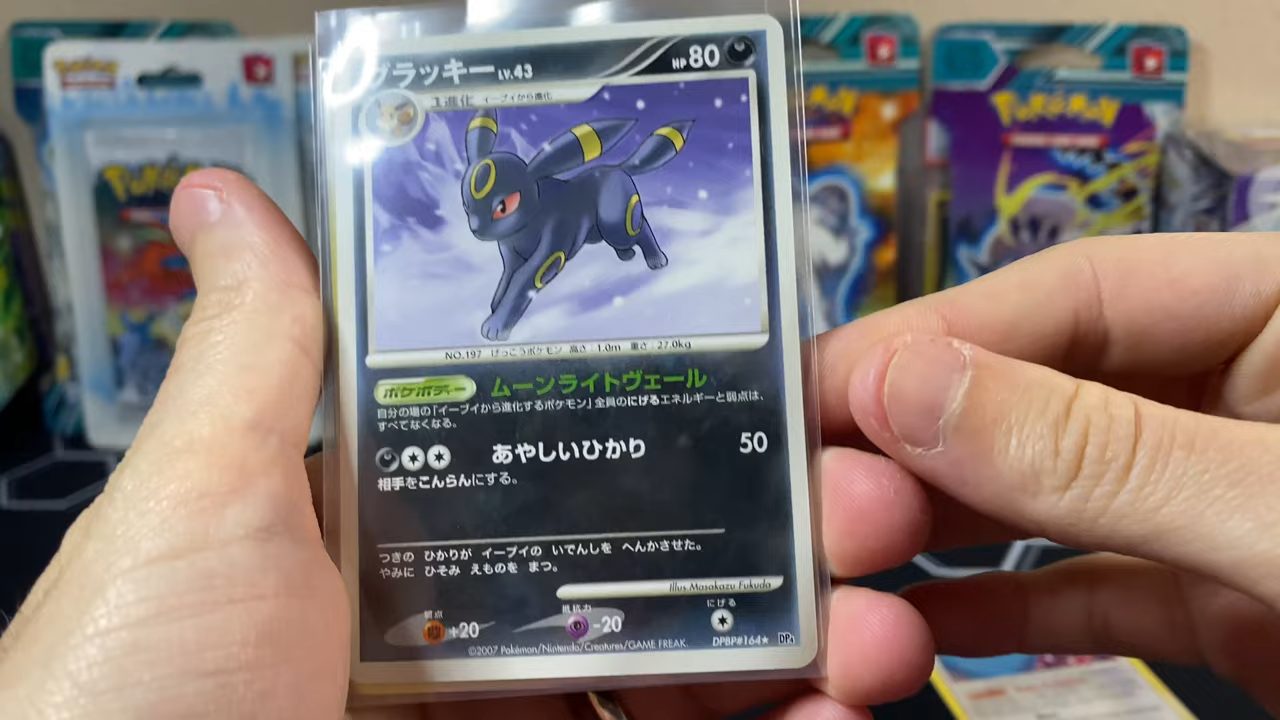 ブラッキー LV.43 HP 80
1進化 イーブイから進化
NO.197 げっこうポケモン 高さ：1.0m 重さ：27.0kg
ポケボディー ムーンライトヴェール
自分の場の「イーブイから進化するポケモン」全員のにげるエネルギーと弱点は、
すべてなくなる。
あやしいひかり 50
相手をこんらんにする。
つきの ひかりが イーブイの いでんしを へんかさせた。
やみに ひそみ えものを まつ。
Illus.Masakazu Fukuda
弱点 抵抗力 にげる
+20 -20
DPBP#164★ DP4
©2007 Pokémon/Nintendo/Creatures/GAME FREAK.
Pokémon
Pokémon
Pokémon